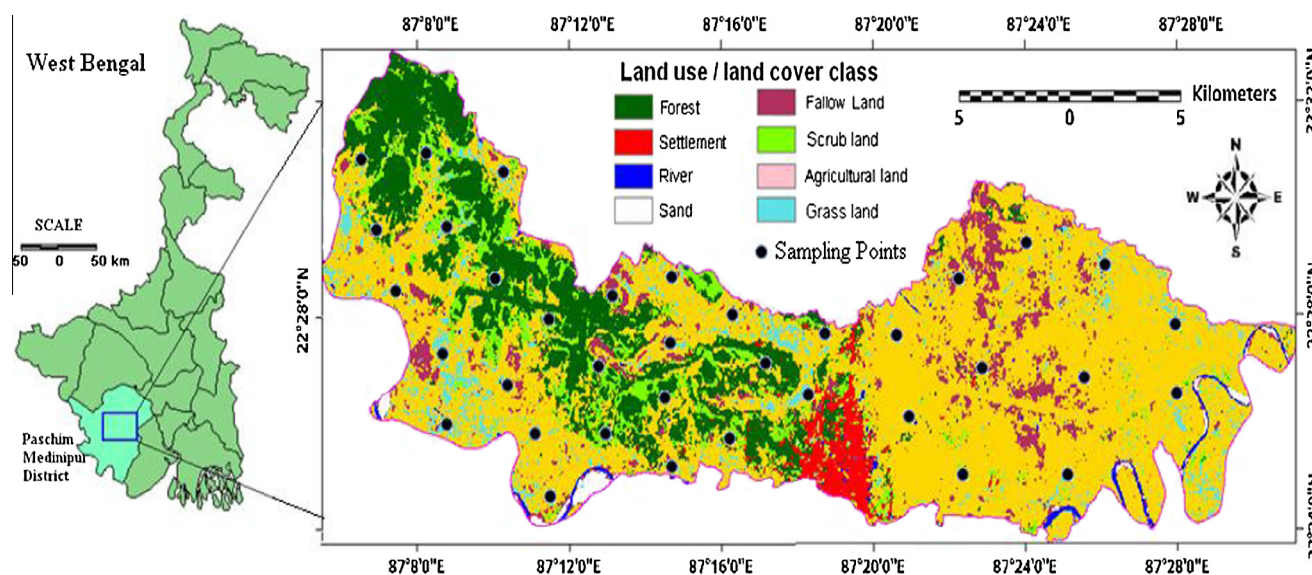 West Bengal
SCALE
50 0 50 km
Paschim
Medinipur
District
87°8'0"E 87°12'0"E 87°16'0"E 87°20'0"E 87°24'0"E 87°28'0"E
Land use / land cover class
Forest
Settlement
River
Sand
Fallow Land
Scrub land
Agricultural land
Grass land
Sampling Points
Kilometers
5 0 5
N
W E
S
22°28'0"N
87°8'0"E 87°12'0"E 87°16'0"E 87°20'0"E 87°24'0"E 87°28'0"E